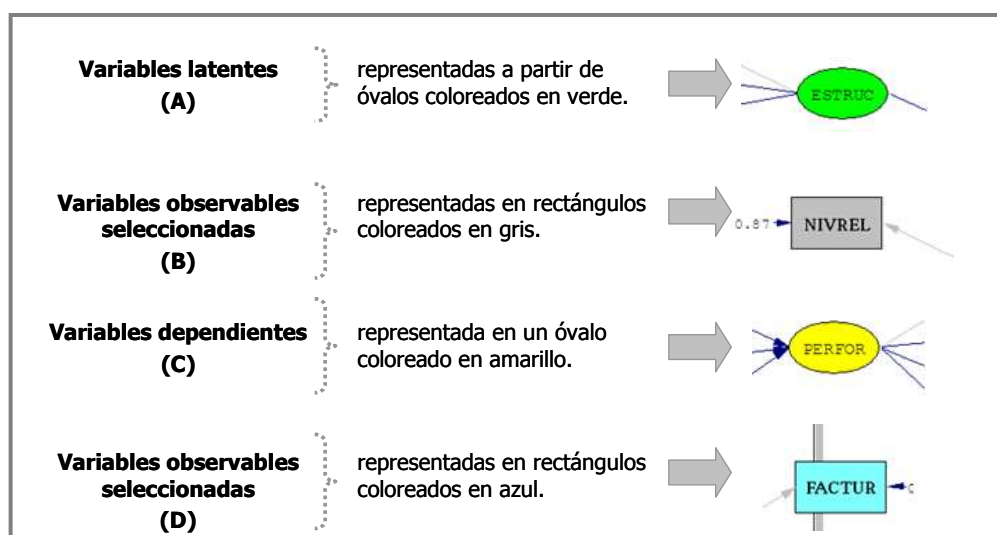 Variables latentes
(A)
representadas a partir de
óvalos coloreados en verde.
ESTRUC
Variables observables
seleccionadas
(B)
representadas en rectángulos
coloreados en gris.
0.87
NIVREL
Variables dependientes
(C)
representada en un óvalo
coloreado en amarillo.
PERFOR
Variables observables
seleccionadas
(D)
representadas en rectángulos
coloreados en azul.
FACTUR